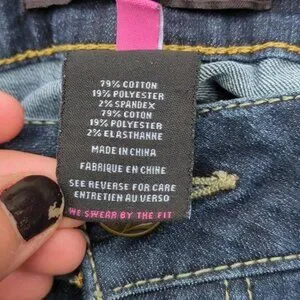 79% COTTON
19% POLYESTER
2% SPANDEX
79% COTON
19% POLYESTER
2% ELASTHANNE
MADE IN CHINA
FABRIQUE EN CHINE
SEE REVERSE FOR CARE
ENTRETIEN AU VERSO
WE SWEAR BY THE FIT